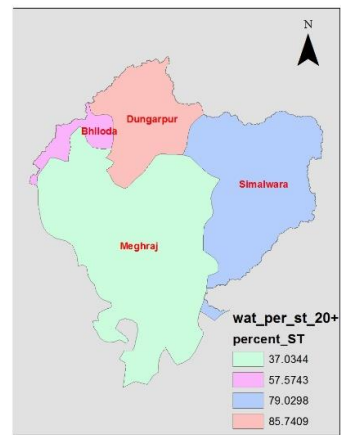 N
Dungarpur
Bhiloda
Simalwara
Meghraj
wat_per_st_20+
percent_ST
37.0344
57.5743
79.0298
85.7409